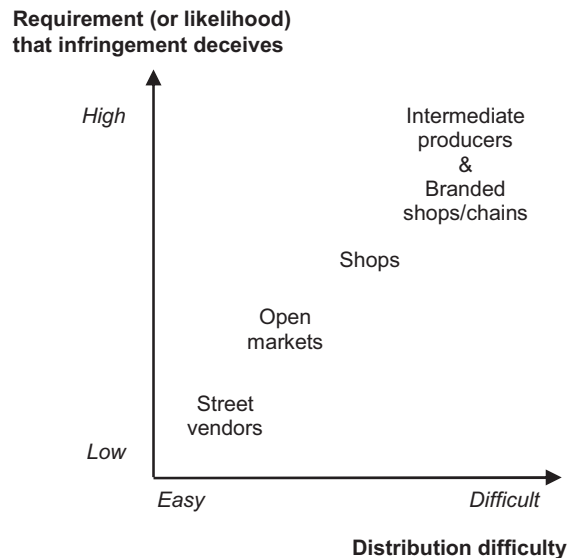 Requirement (or likelihood)
that infringement deceives
High
Intermediate
producers
&
Branded
shops/chains
Shops
Open
markets
Street
vendors
Low
Easy
Difficult
Distribution difficulty